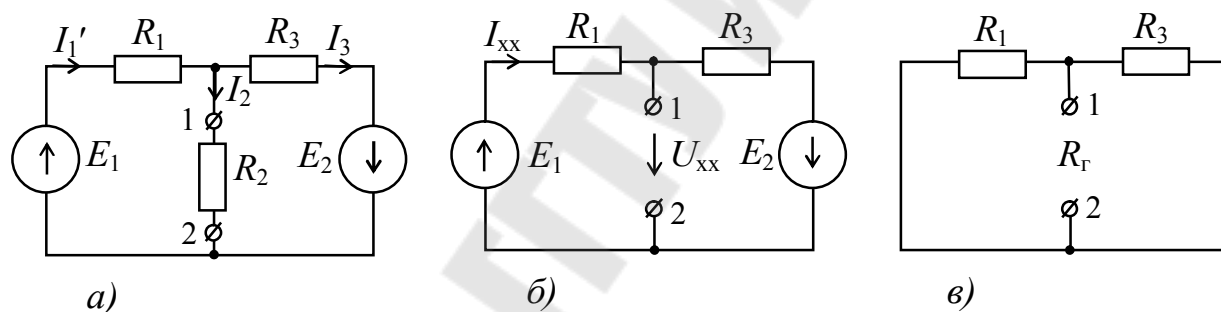 I₁′ R₁ R₃ I₃
I₂
1
E₁ R₂ E₂
2
а)
Iхх R₁ R₃
1
E₁ Uхх E₂
2
б)
R₁ R₃
1
Rг
2
в)